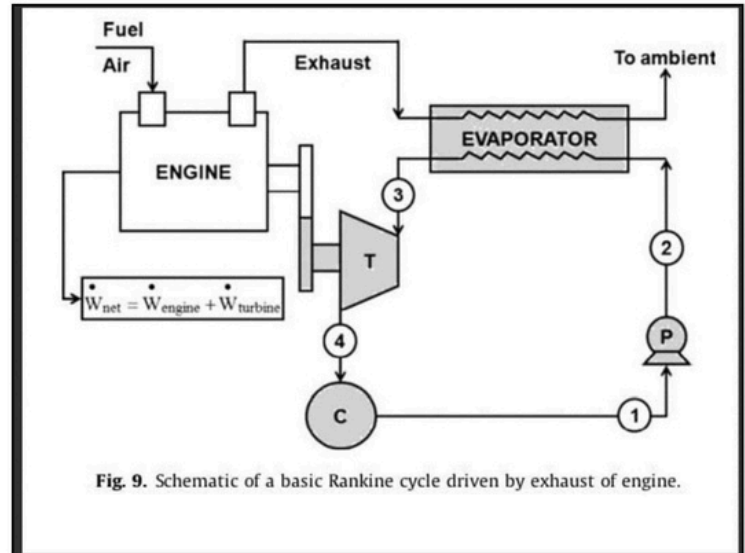 Fuel
Air
Exhaust
To ambient
EVAPORATOR
ENGINE
3
2
T
Ẇnet = Ẇengine + Ẇturbine
4
P
C
1
Fig. 9. Schematic of a basic Rankine cycle driven by exhaust of engine.